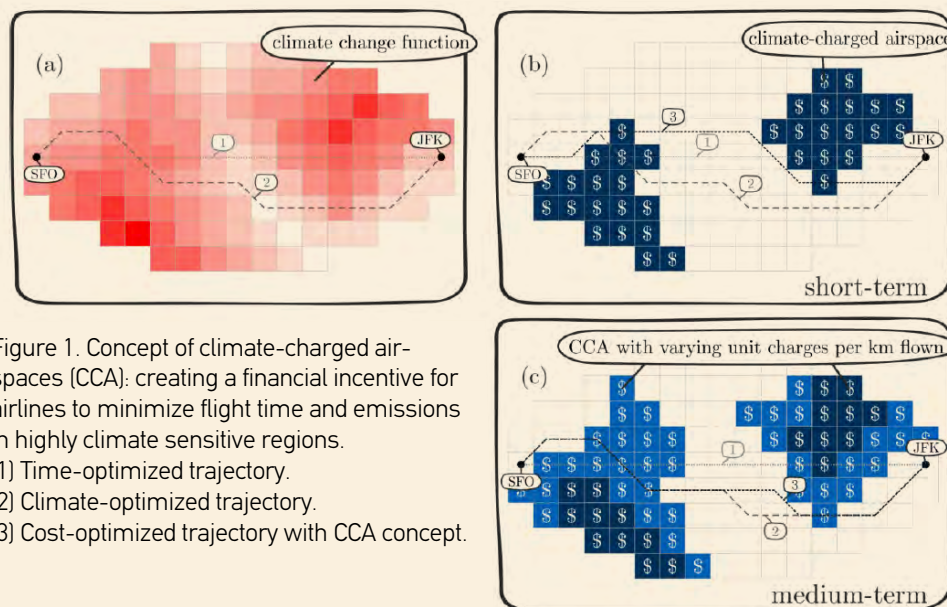 (a)
climate change function
1
2
SFO
JFK
(b)
climate-charged airspace
$ $
$ $ $ $ $
$ $ $ $ $ $
$ $ $
$
$
$ $ $
$ $ $
$ $ $ $ $
$ $ $
$ $
3
1
2
SFO
JFK
short-term
Figure 1. Concept of climate-charged air-
spaces (CCA): creating a financial incentive for
airlines to minimize flight time and emissions
n highly climate sensitive regions.
1) Time-optimized trajectory.
2) Climate-optimized trajectory.
3) Cost-optimized trajectory with CCA concept.
(c)
CCA with varying unit charges per km flown
1
3
2
SFO
JFK
medium-term